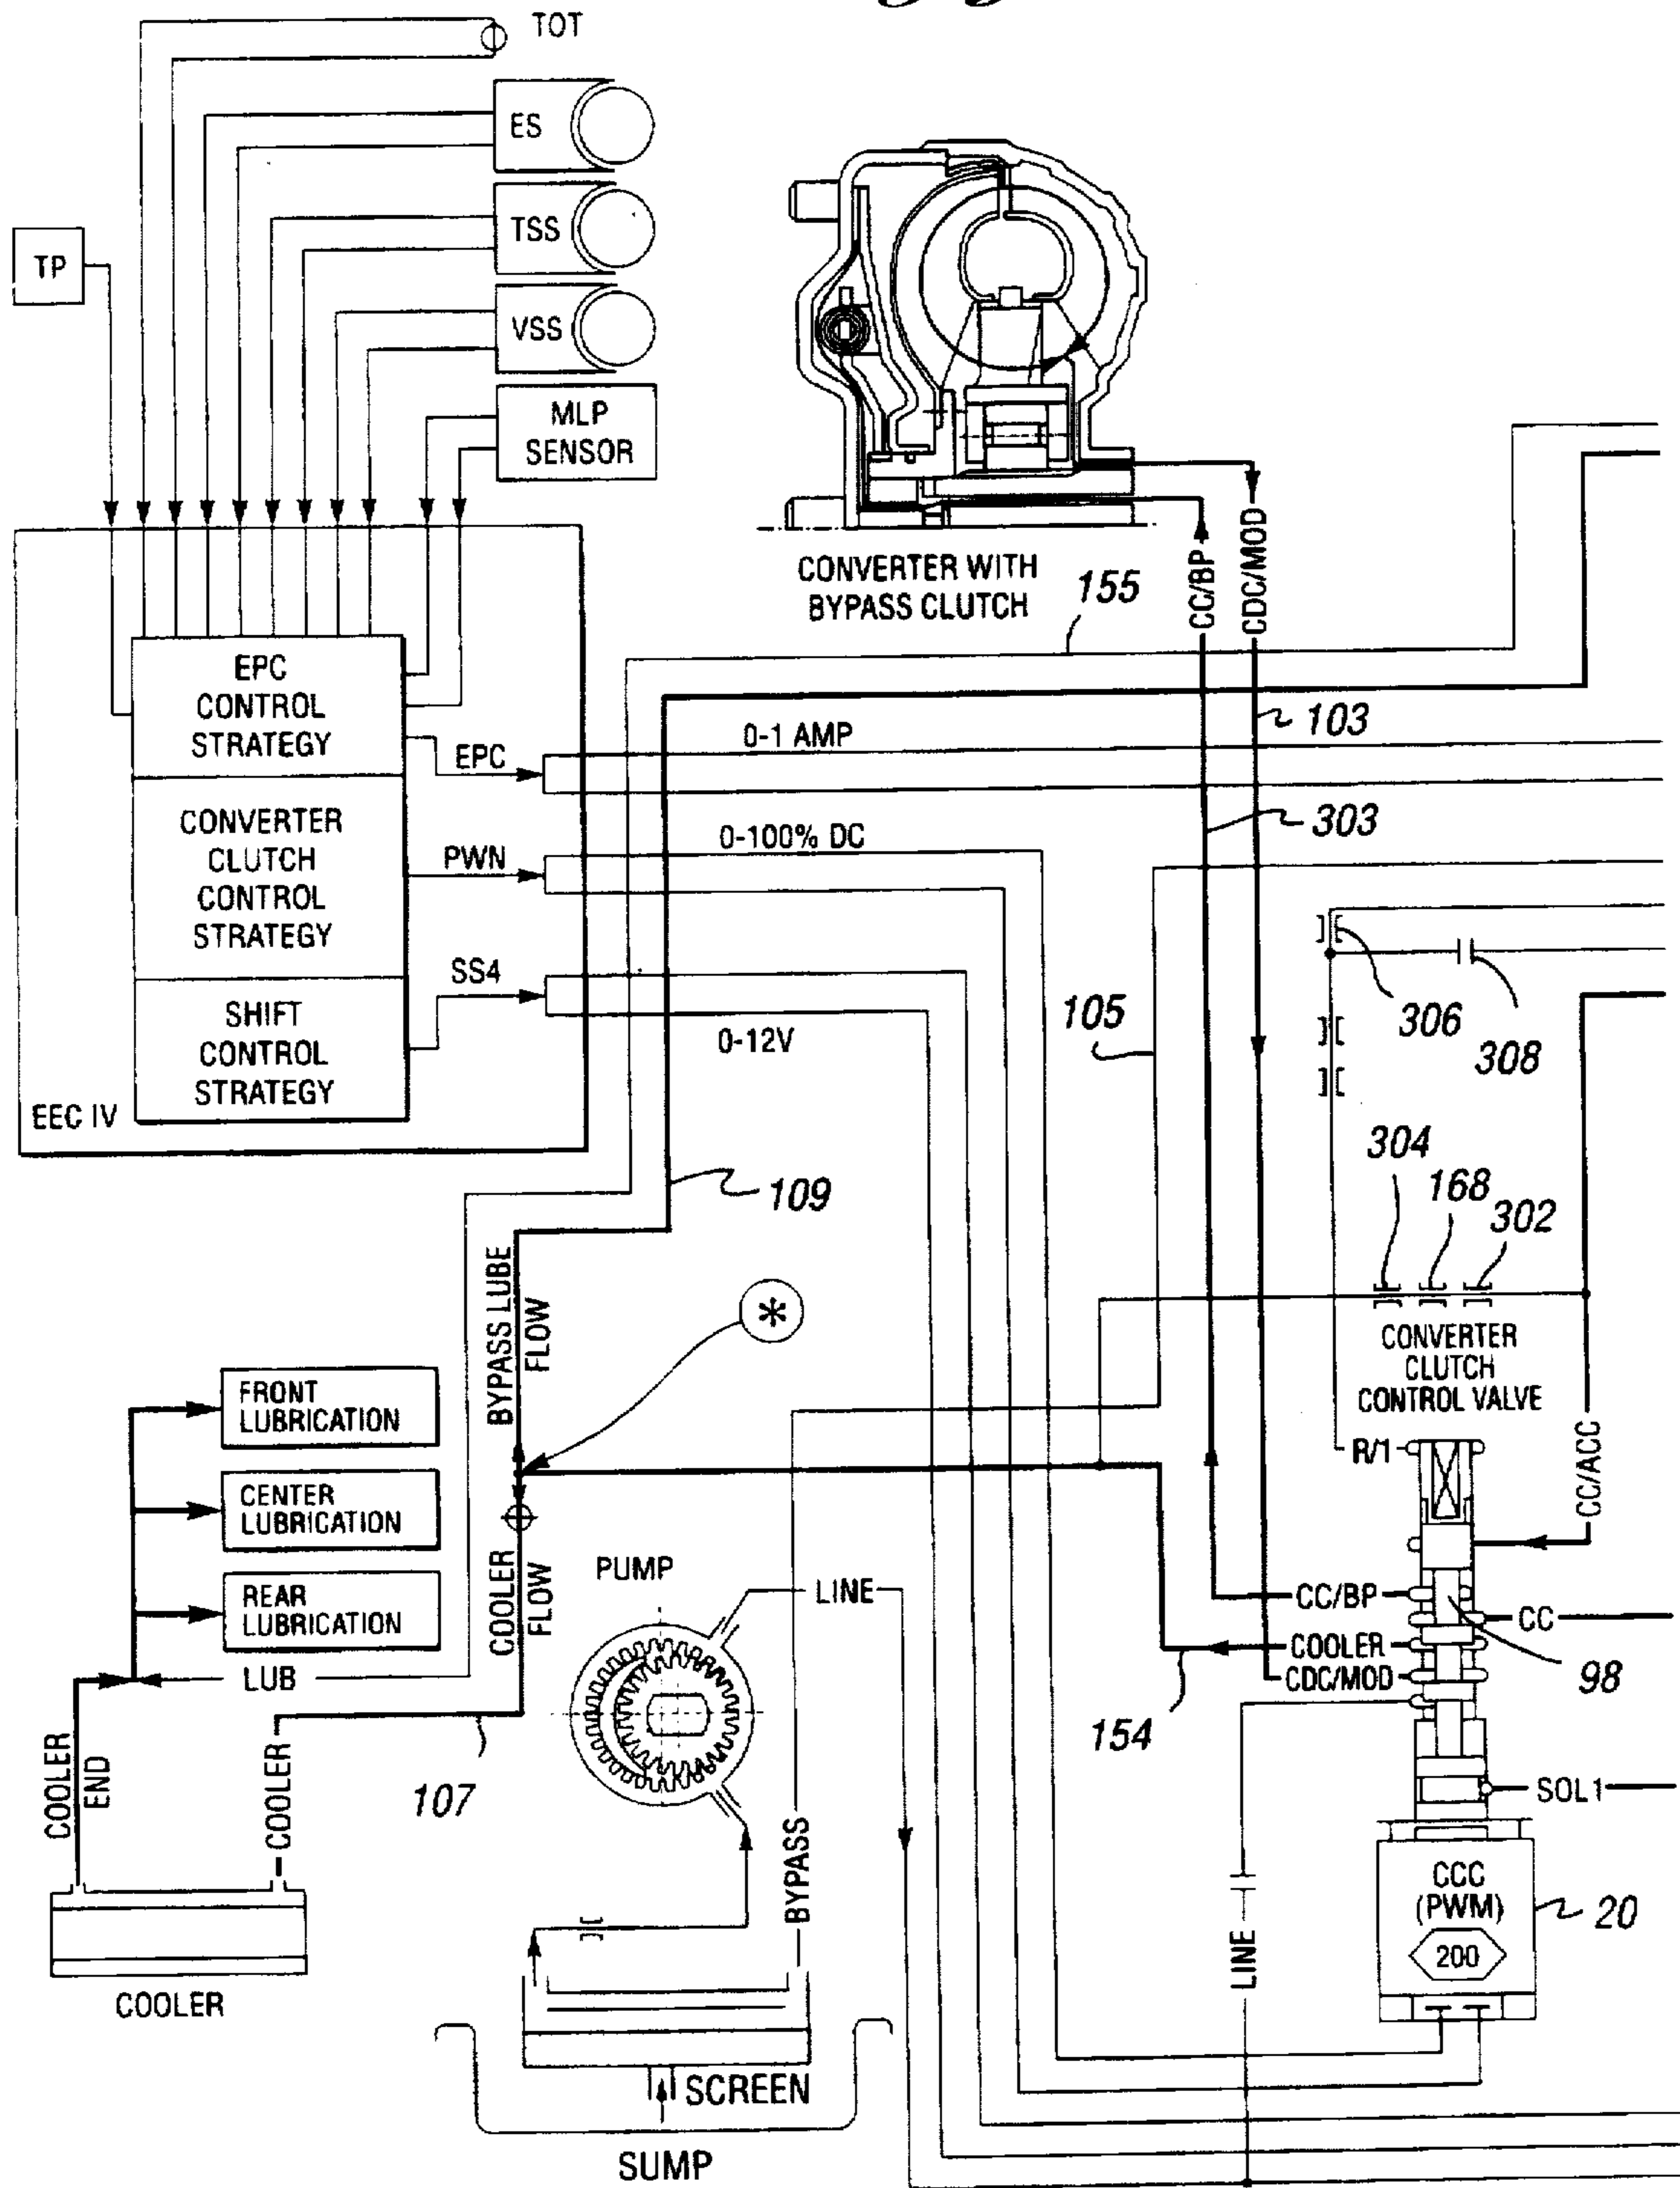 TOT
ES
TSS
TP
VSS
MLP
SENSOR
CONVERTER WITH
BYPASS CLUTCH
155
CC/BP
CDC/MOD
EPC
CONTROL
STRATEGY
103
0-1 AMP
EPC
303
CONVERTER
CLUTCH
CONTROL
STRATEGY
PWN
0-100% DC
SS4
SHIFT
CONTROL
STRATEGY
0-12V
105
306
308
EEC IV
304
168
302
109
BYPASS LUBE
FLOW
*
CONVERTER
CLUTCH
CONTROL VALVE
FRONT
LUBRICATION
R/1
CC/ACC
CENTER
LUBRICATION
COOLER
FLOW
PUMP
LINE
REAR
LUBRICATION
CC/BP
CC
COOLER
LUB
CDC/MOD
98
154
COOLER
END
COOLER
107
SOL1
BYPASS
CCC
(PWM)
200
20
LINE
COOLER
SCREEN
SUMP